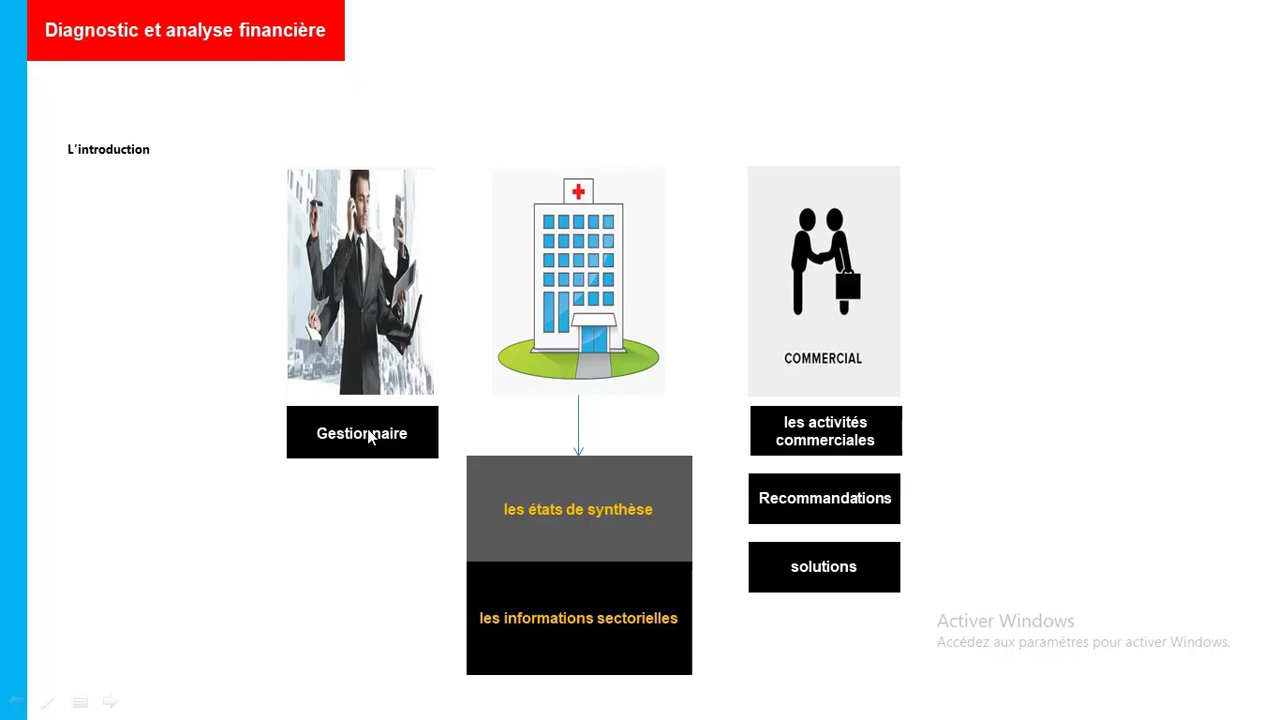 Diagnostic et analyse financière
L’introduction
COMMERCIAL
Gestionnaire
les activités
commerciales
Recommandations
solutions
les états de synthèse
les informations sectorielles
Activer Windows
Accédez aux paramètres pour activer Windows.